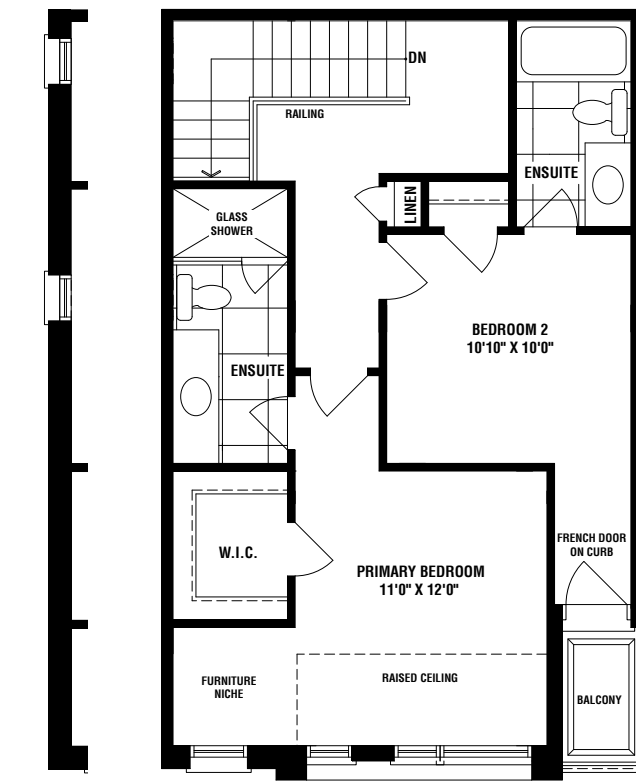 DN
RAILING
ENSUITE
LINEN
GLASS
SHOWER
BEDROOM 2
10'10" X 10'0"
ENSUITE
FRENCH DOOR
ON CURB
W.I.C.
PRIMARY BEDROOM
11'0" X 12'0"
FURNITURE
NICHE
RAISED CEILING
BALCONY